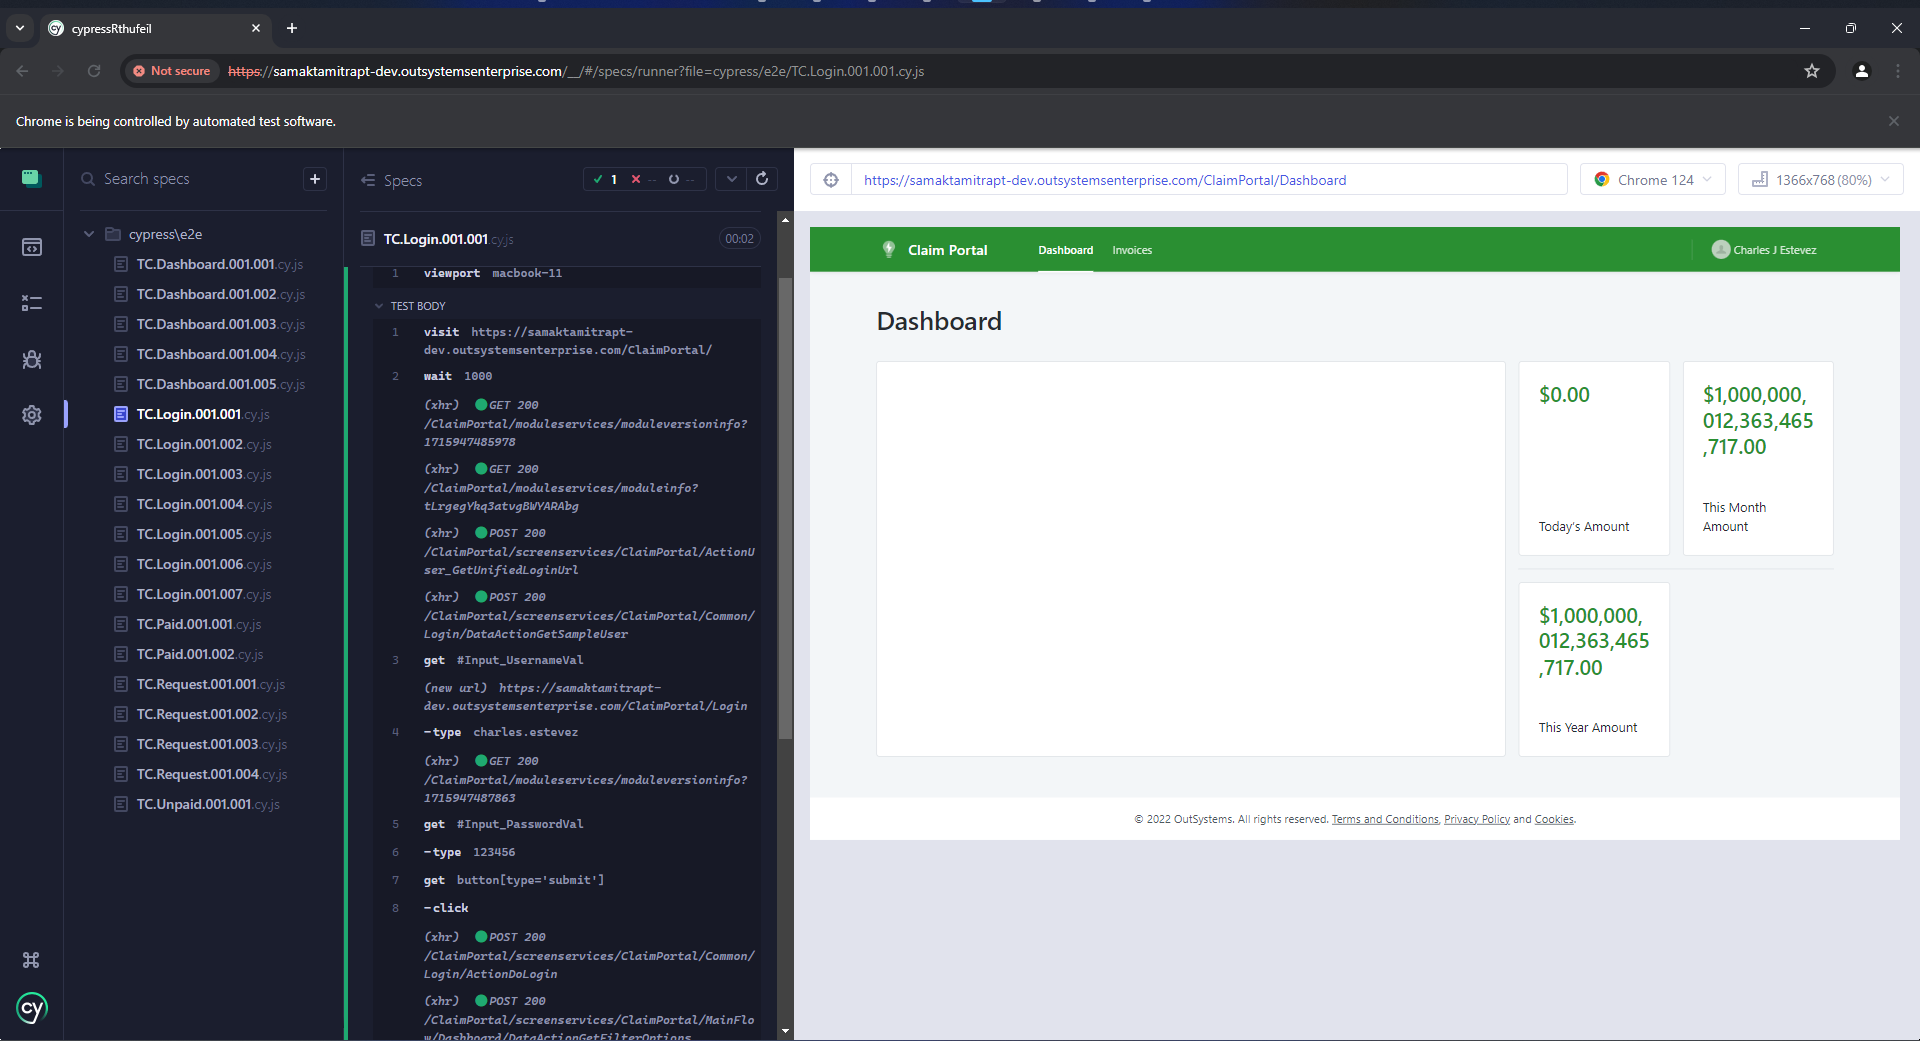 cypressRthufeil
Not secure
https://samaktamitrapt-dev.outsystemsenterprise.com/__/#/specs/runner?file=cypress/e2e/TC.Login.001.001.cy.js
Chrome is being controlled by automated test software.
Search specs
+
cypress\e2e
TC.Dashboard.001.001.cy.js
TC.Dashboard.001.002.cy.js
TC.Dashboard.001.003.cy.js
TC.Dashboard.001.004.cy.js
TC.Dashboard.001.005.cy.js
TC.Login.001.001.cy.js
TC.Login.001.002.cy.js
TC.Login.001.003.cy.js
TC.Login.001.004.cy.js
TC.Login.001.005.cy.js
TC.Login.001.006.cy.js
TC.Login.001.007.cy.js
TC.Paid.001.001.cy.js
TC.Paid.001.002.cy.js
TC.Request.001.001.cy.js
TC.Request.001.002.cy.js
TC.Request.001.003.cy.js
TC.Request.001.004.cy.js
TC.Unpaid.001.001.cy.js
cy
Specs
1 -- --
TC.Login.001.001.cy.js 00:02
1 viewport macbook-11
TEST BODY
1 visit https://samaktamitrapt-
dev.outsystemsenterprise.com/ClaimPortal/
2 wait 1000
(xhr) GET 200
/ClaimPortal/moduleservices/moduleversioninfo?
1715947485978
(xhr) GET 200
/ClaimPortal/moduleservices/moduleinfo?
tLrgegYkq3atvgBWYARAbg
(xhr) POST 200
/ClaimPortal/screenservices/ClaimPortal/ActionU
ser_GetUnifiedLoginUrl
(xhr) POST 200
/ClaimPortal/screenservices/ClaimPortal/Common/
Login/DataActionGetSampleUser
3 get #Input_UsernameVal
(new url) https://samaktamitrapt-
dev.outsystemsenterprise.com/ClaimPortal/Login
4 -type charles.estevez
(xhr) GET 200
/ClaimPortal/moduleservices/moduleversioninfo?
1715947487863
5 get #Input_PasswordVal
6 -type 123456
7 get button[type='submit']
8 -click
(xhr) POST 200
/ClaimPortal/screenservices/ClaimPortal/Common/
Login/ActionDoLogin
(xhr) POST 200
/ClaimPortal/screenservices/ClaimPortal/MainFlo
w/Dashboard/DataActionGetFilterOptions
https://samaktamitrapt-dev.outsystemsenterprise.com/ClaimPortal/Dashboard
Chrome 124
1366x768 (80%)
Claim Portal
Dashboard
Invoices
Charles J Estevez
Dashboard
$0.00
Today's Amount
$1,000,000,
012,363,465
,717.00
This Month
Amount
$1,000,000,
012,363,465
,717.00
This Year Amount
© 2022 OutSystems. All rights reserved. Terms and Conditions, Privacy Policy and Cookies.